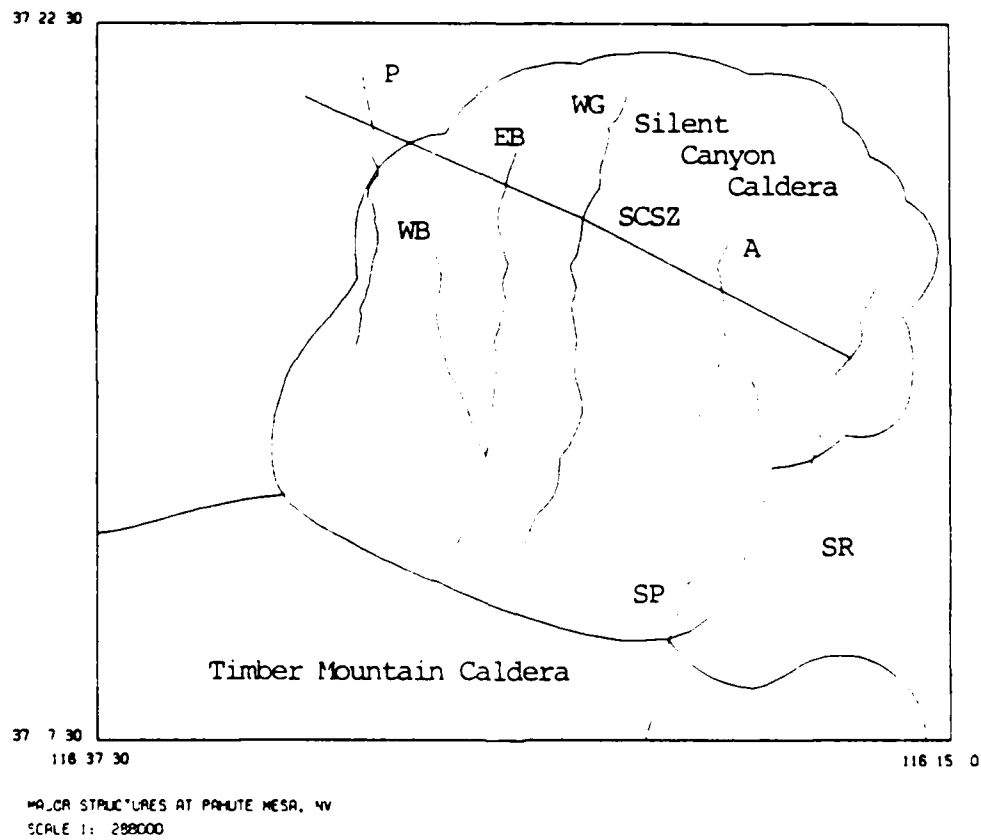 37 22 30
P
WG
Silent
Canyon
Caldera
EB
SCSZ
WB
A
SR
SP
Timber Mountain Caldera
37 7 30
116 37 30
116 15 0
MAJOR STRUCTURES AT PAHUTE MESA, NV
SCALE 1: 288000